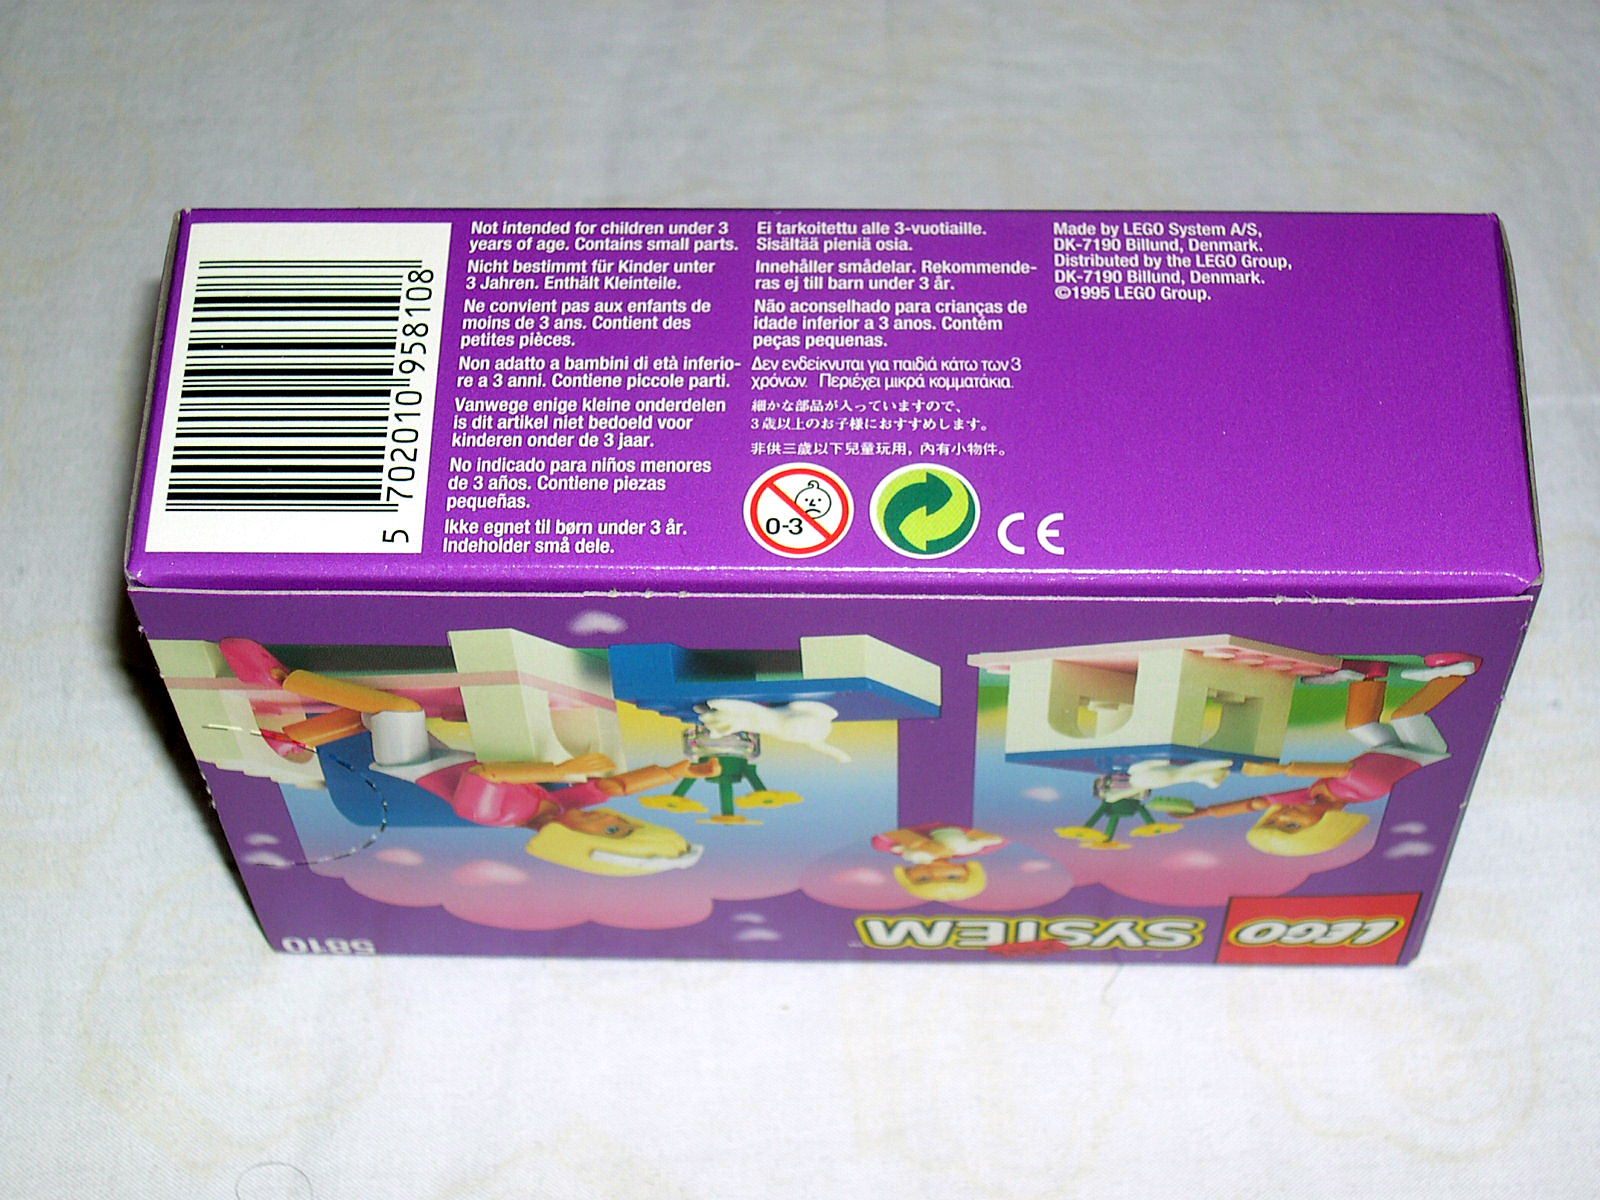 5 702010 958108
Not intended for children under 3
years of age. Contains small parts.
Nicht bestimmt für Kinder unter
3 Jahren. Enthält Kleinteile.
Ne convient pas aux enfants de
moins de 3 ans. Contient des
petites pièces.
Non adatto a bambini di età inferio-
re a 3 anni. Contiene piccole parti.
Vanwege enige kleine onderdelen
is dit artikel niet bedoeld voor
kinderen onder de 3 jaar.
No indicado para niños menores
de 3 años. Contiene piezas
pequeñas.
Ikke egnet til børn under 3 år.
Indeholder små dele.
Ei tarkoitettu alle 3-vuotiaille.
Sisältää pieniä osia.
Innehåller smådelar. Rekommende-
ras ej till barn under 3 år.
Não aconselhado para crianças de
idade inferior a 3 anos. Contém
peças pequenas.
Δεν ενδείκνυται για παιδιά κάτω των 3
χρόνων. Περιέχει μικρά κομματάκια.
細かな部品が入っていますので、
3歳以上のお子様におすすめします。
非供三歲以下兒童玩用, 內有小物件。
0-3
CE
Made by LEGO System A/S,
DK-7190 Billund, Denmark.
Distributed by the LEGO Group,
DK-7190 Billund, Denmark.
©1995 LEGO Group.
LEGO SYSTEM™
5810